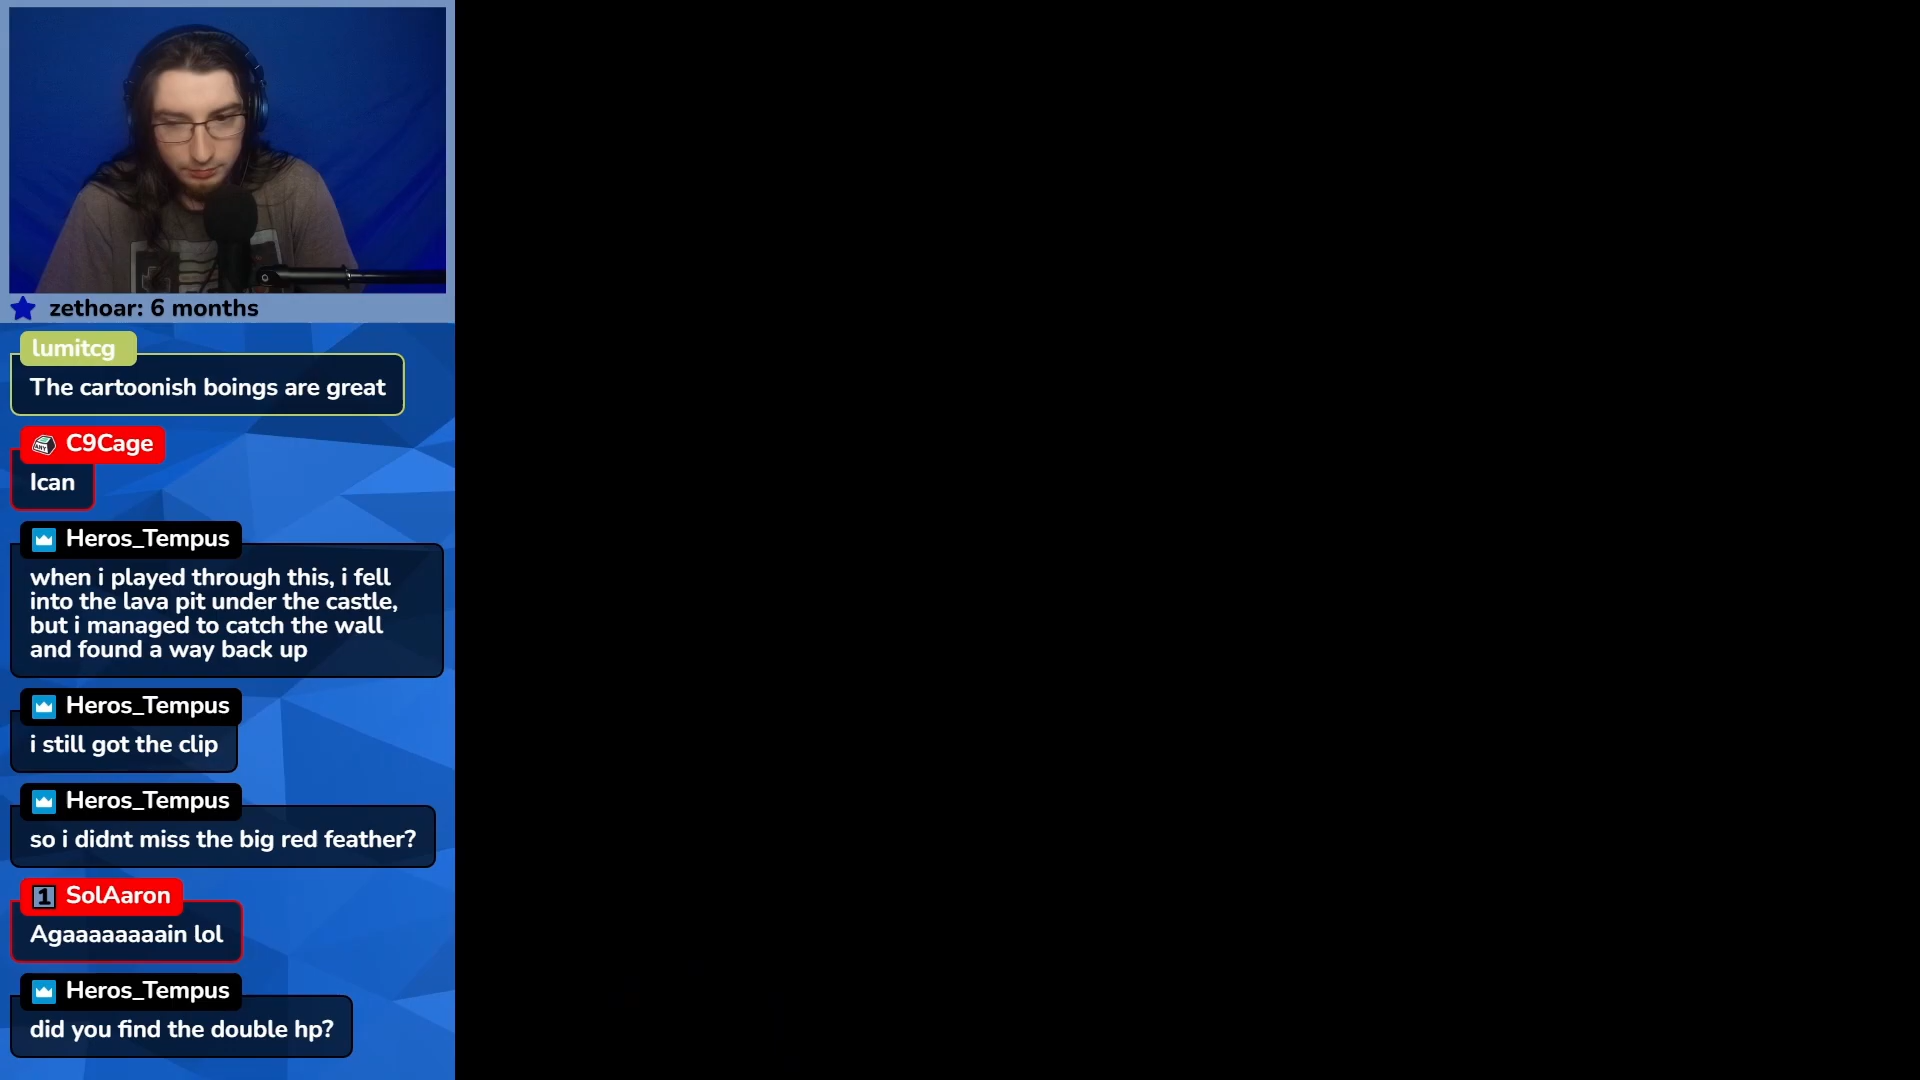 zethoar: 6 months
lumitcg
The cartoonish boings are great
C9Cage
Ican
Heros_Tempus
when i played through this, i fell
into the lava pit under the castle,
but i managed to catch the wall
and found a way back up
Heros_Tempus
i still got the clip
Heros_Tempus
so i didnt miss the big red feather?
1 SolAaron
Agaaaaaaaain lol
Heros_Tempus
did you find the double hp?